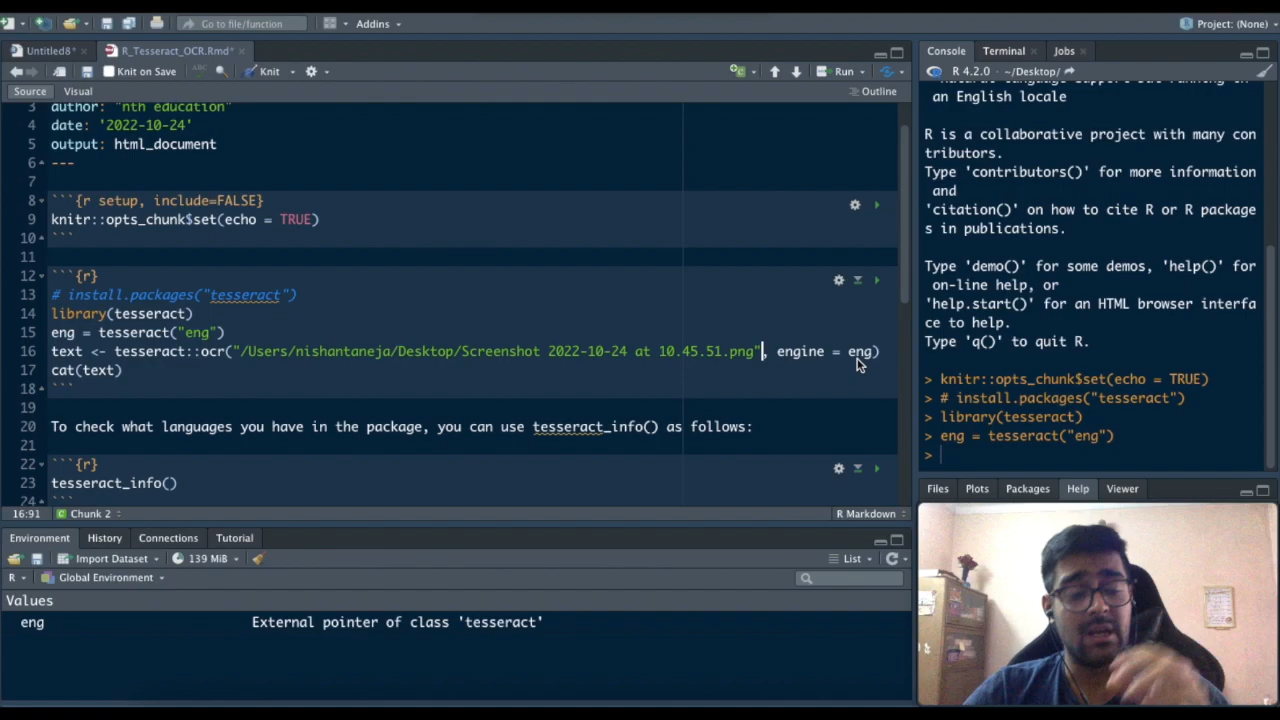 Go to file/function
Addins
Project: (None)
Untitled8*
R_Tesseract_OCR.Rmd*
Knit on Save
ABC
Knit
Run
Source
Visual
Outline
3 author: "nth education"
4 date: '2022-10-24'
5 output: html_document
6 ---
7
8 ```{r setup, include=FALSE}
9 knitr::opts_chunk$set(echo = TRUE)
10 ```
11
12 ```{r}
13 # install.packages("tesseract")
14 library(tesseract)
15 eng = tesseract("eng")
16 text <- tesseract::ocr("/Users/nishantaneja/Desktop/Screenshot 2022-10-24 at 10.45.51.png", engine = eng)
17 cat(text)
18 ```
19
20 To check what languages you have in the package, you can use tesseract_info() as follows:
21
22 ```{r}
23 tesseract_info()
24 ```
16:91
Chunk 2
R Markdown
Environment
History
Connections
Tutorial
Import Dataset
139 MiB
List
R
Global Environment
Values
eng External pointer of class 'tesseract'
Console
Terminal
Jobs
R 4.2.0 · ~/Desktop/
an English locale
R is a collaborative project with many con
tributors.
Type 'contributors()' for more information
and
'citation()' on how to cite R or R package
s in publications.
Type 'demo()' for some demos, 'help()' for
on-line help, or
'help.start()' for an HTML browser interfa
ce to help.
Type 'q()' to quit R.
> knitr::opts_chunk$set(echo = TRUE)
> # install.packages("tesseract")
> library(tesseract)
> eng = tesseract("eng")
>
Files
Plots
Packages
Help
Viewer